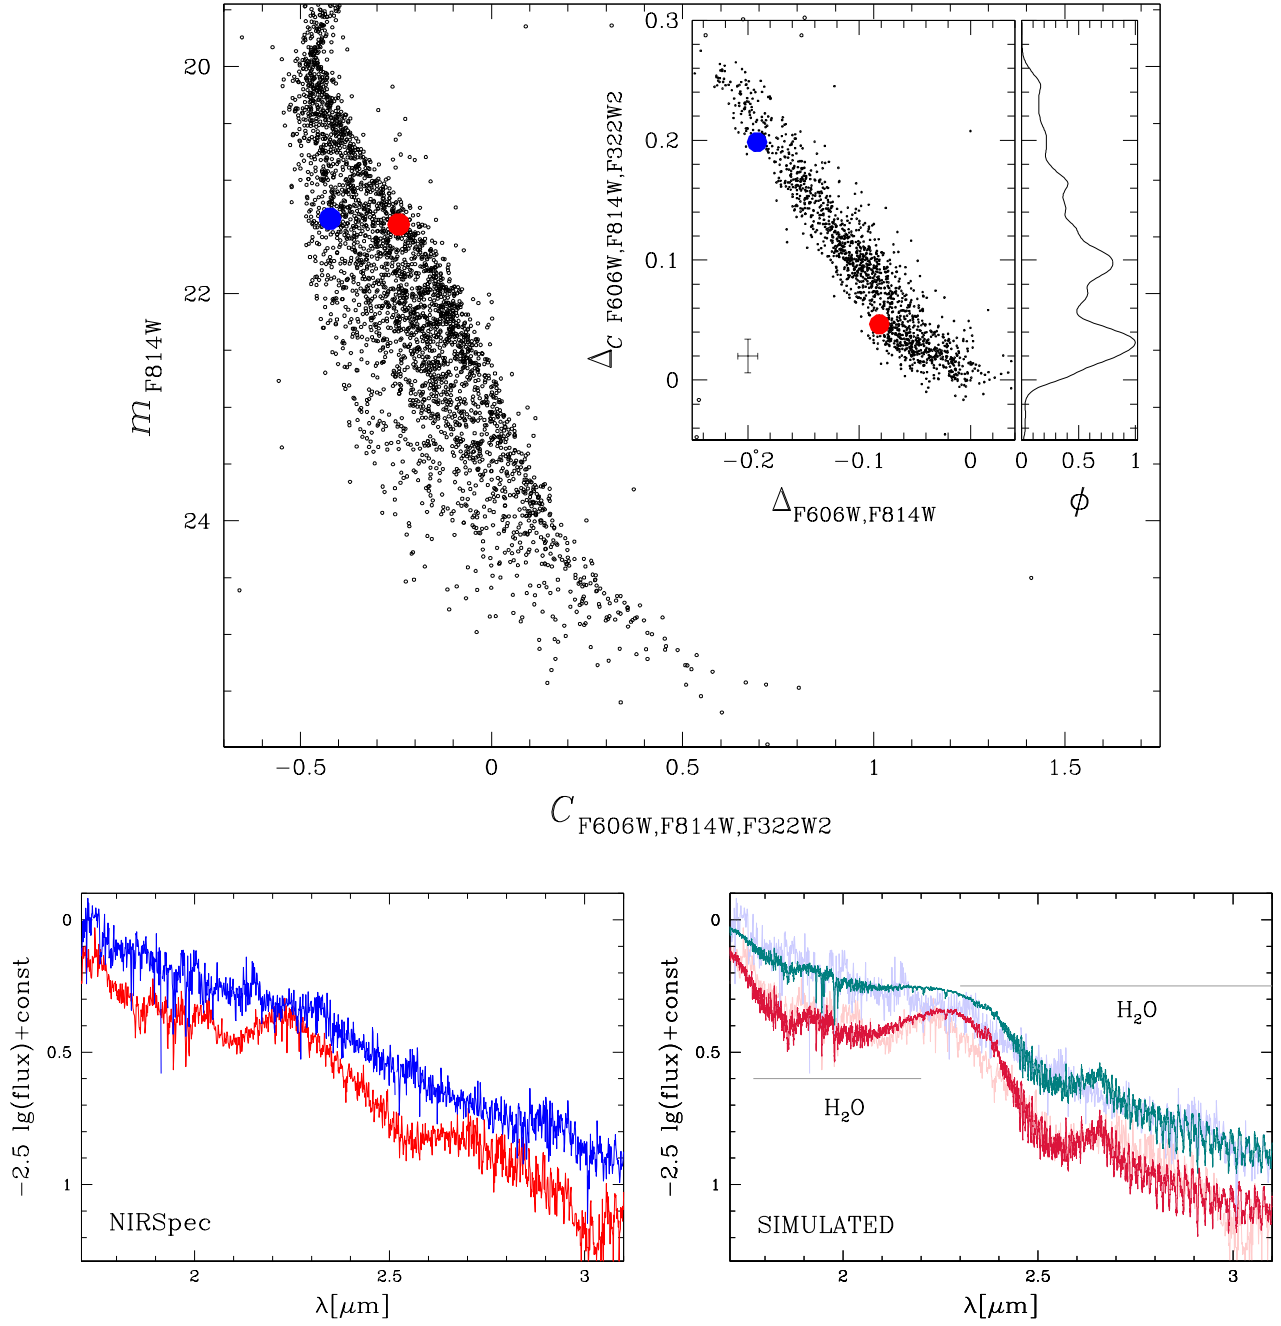 20
22
24
m F814W
−0.5
0
0.5
1
1.5
C F606W,F814W,F322W2
0.3
0.2
0.1
0
Δ C F606W,F814W,F322W2
−0.2
−0.1
0
Δ F606W,F814W
0
0.5
1
ϕ
0
0.5
1
−2.5 lg(flux)+const
NIRSpec
2
2.5
3
λ[μm]
0
0.5
1
−2.5 lg(flux)+const
H₂O
H₂O
SIMULATED
2
2.5
3
λ[μm]